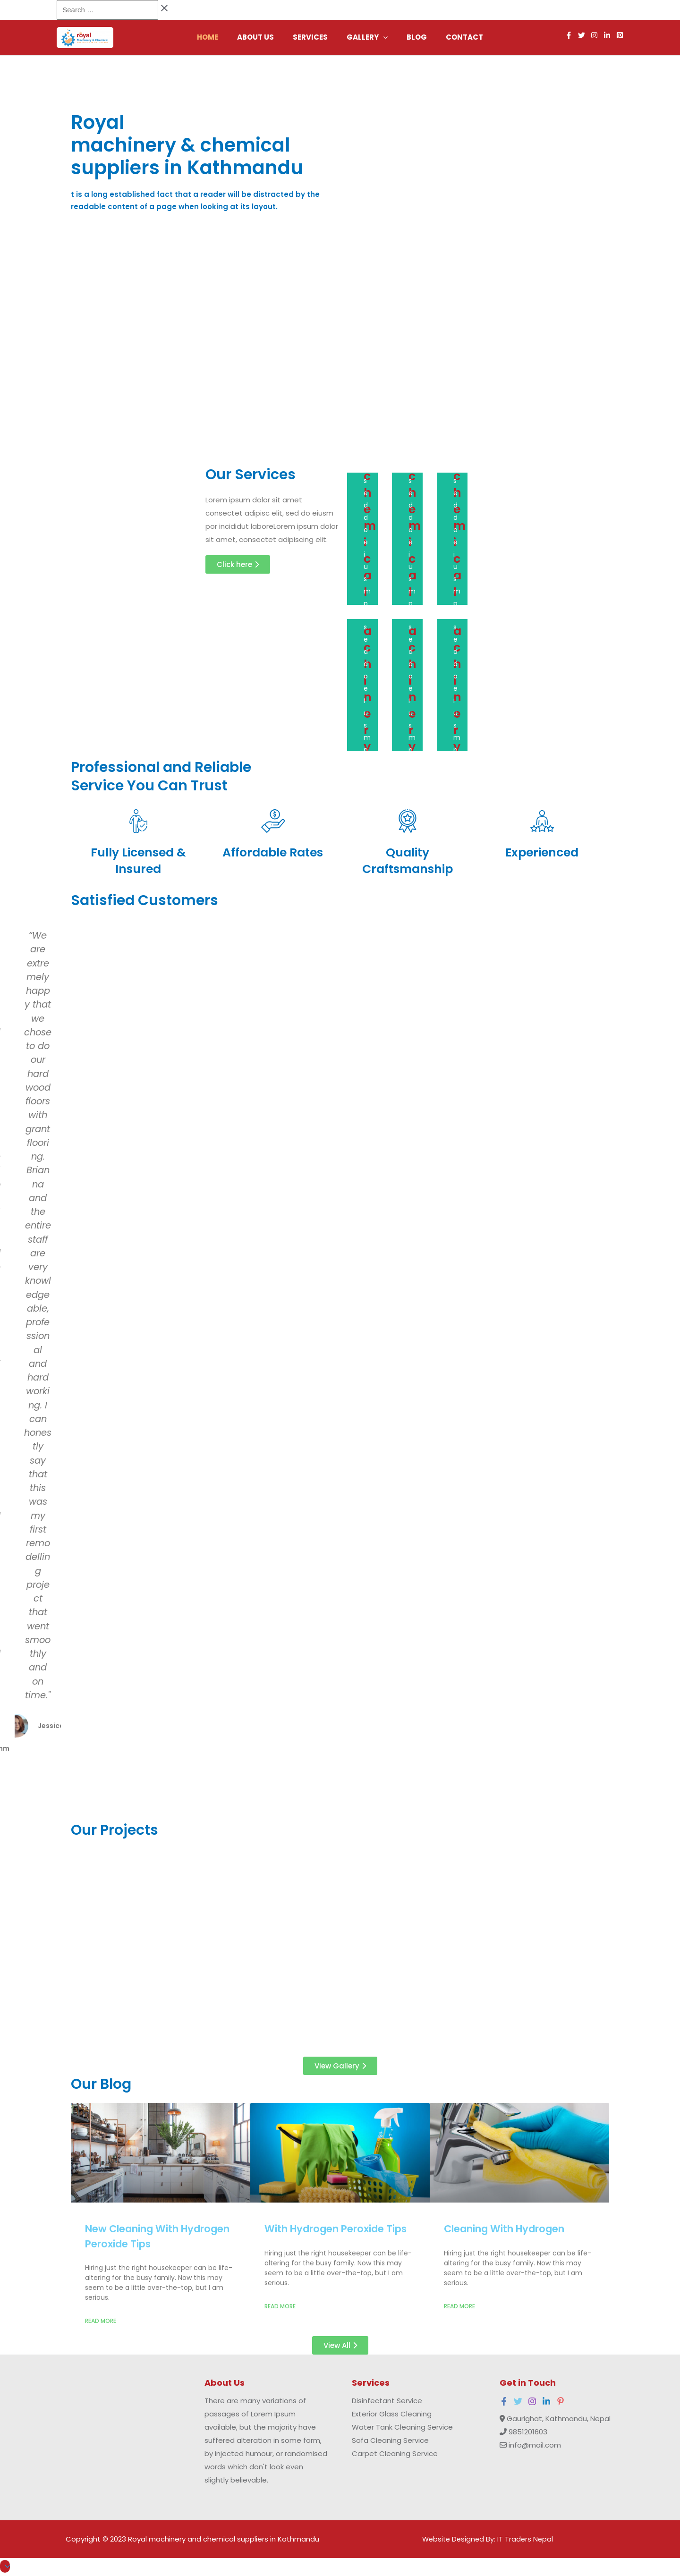 Search ...
royal
Machinery & Chemical
HOME
ABOUT US
SERVICES
GALLERY
BLOG
CONTACT
Royal
machinery & chemical
suppliers in Kathmandu
t is a long established fact that a reader will be distracted by the
readable content of a page when looking at its layout.
Our Services
Lorem ipsum dolor sit amet
consectet adipisc elit, sed do eiusm
por incididut laboreLorem ipsum dolor
sit amet, consectet adipiscing elit.
Click here
Professional and Reliable
Service You Can Trust
Fully Licensed &
Insured
Affordable Rates
Quality
Craftsmanship
Experienced
Satisfied Customers
“We
are
extre
mely
happ
y that
we
chose
to do
our
hard
wood
floors
with
grant
floori
ng.
Brian
na
and
the
entire
staff
are
very
knowl
edge
able,
profe
ssion
al
and
hard
worki
ng. I
can
hones
tly
say
that
this
was
my
first
remo
dellin
g
proje
ct
that
went
smoo
thly
and
on
time."
Jessica
Our Projects
View Gallery
Our Blog
New Cleaning With Hydrogen
Peroxide Tips
Hiring just the right housekeeper can be life-
altering for the busy family. Now this may
seem to be a little over-the-top, but I am
serious.
READ MORE
With Hydrogen Peroxide Tips
Hiring just the right housekeeper can be life-
altering for the busy family. Now this may
seem to be a little over-the-top, but I am
serious.
READ MORE
Cleaning With Hydrogen
Hiring just the right housekeeper can be life-
altering for the busy family. Now this may
seem to be a little over-the-top, but I am
serious.
READ MORE
View All
About Us
There are many variations of
passages of Lorem Ipsum
available, but the majority have
suffered alteration in some form,
by injected humour, or randomised
words which don't look even
slightly believable.
Services
Disinfectant Service
Exterior Glass Cleaning
Water Tank Cleaning Service
Sofa Cleaning Service
Carpet Cleaning Service
Get in Touch
Gaurighat, Kathmandu, Nepal
9851201603
info@mail.com
Copyright © 2023 Royal machinery and chemical suppliers in Kathmandu
Website Designed By: IT Traders Nepal